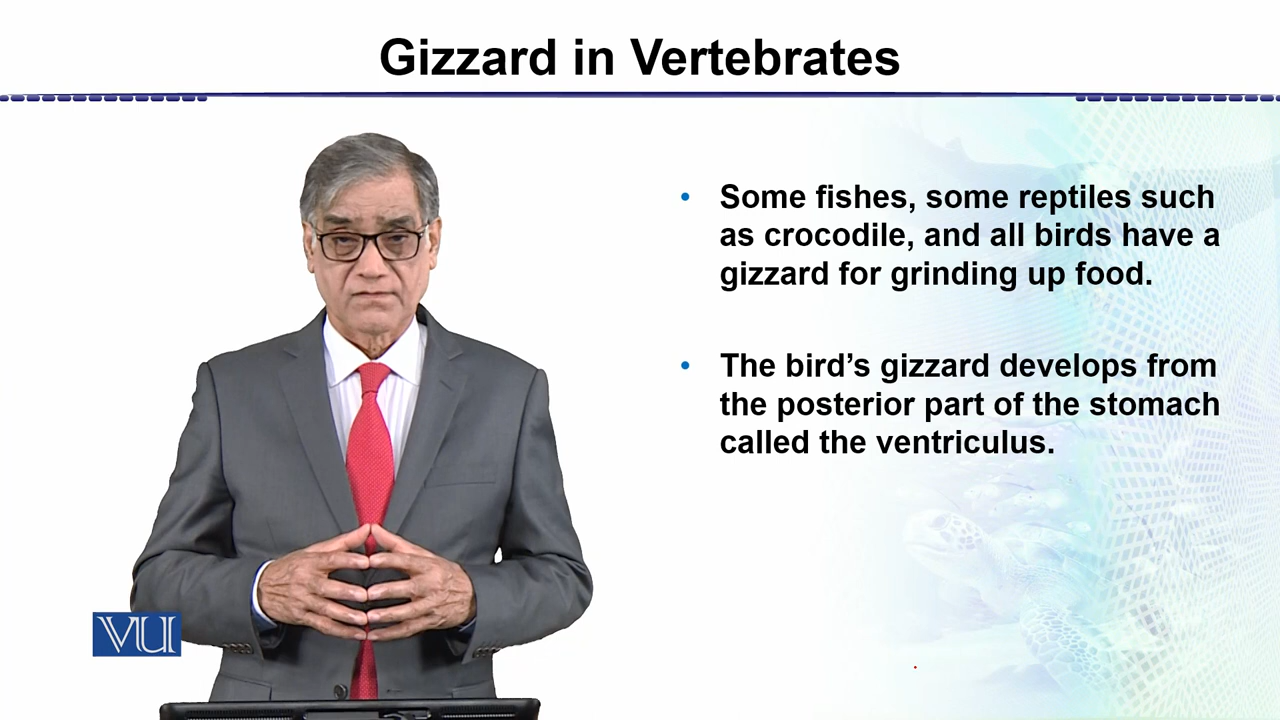 Gizzard in Vertebrates
• Some fishes, some reptiles such
as crocodile, and all birds have a
gizzard for grinding up food.
• The bird’s gizzard develops from
the posterior part of the stomach
called the ventriculus.
VU